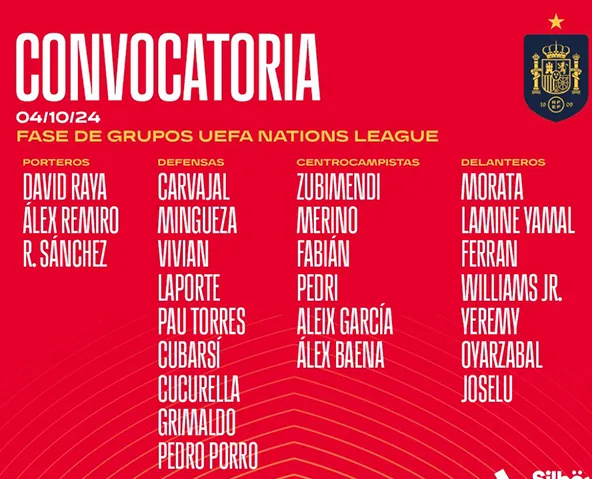 CONVOCATORIA
04/10/24
FASE DE GRUPOS UEFA NATIONS LEAGUE
PORTEROS
DAVID RAYA
ÁLEX REMIRO
R. SÁNCHEZ
DEFENSAS
CARVAJAL
MINGUEZA
VIVIAN
LAPORTE
PAU TORRES
CUBARSÍ
CUCURELLA
GRIMALDO
PEDRO PORRO
CENTROCAMPISTAS
ZUBIMENDI
MERINO
FABIÁN
PEDRI
ALEIX GARCÍA
ÁLEX BAENA
DELANTEROS
MORATA
LAMINE YAMAL
FERRAN
WILLIAMS JR.
YEREMY
OYARZABAL
JOSELU